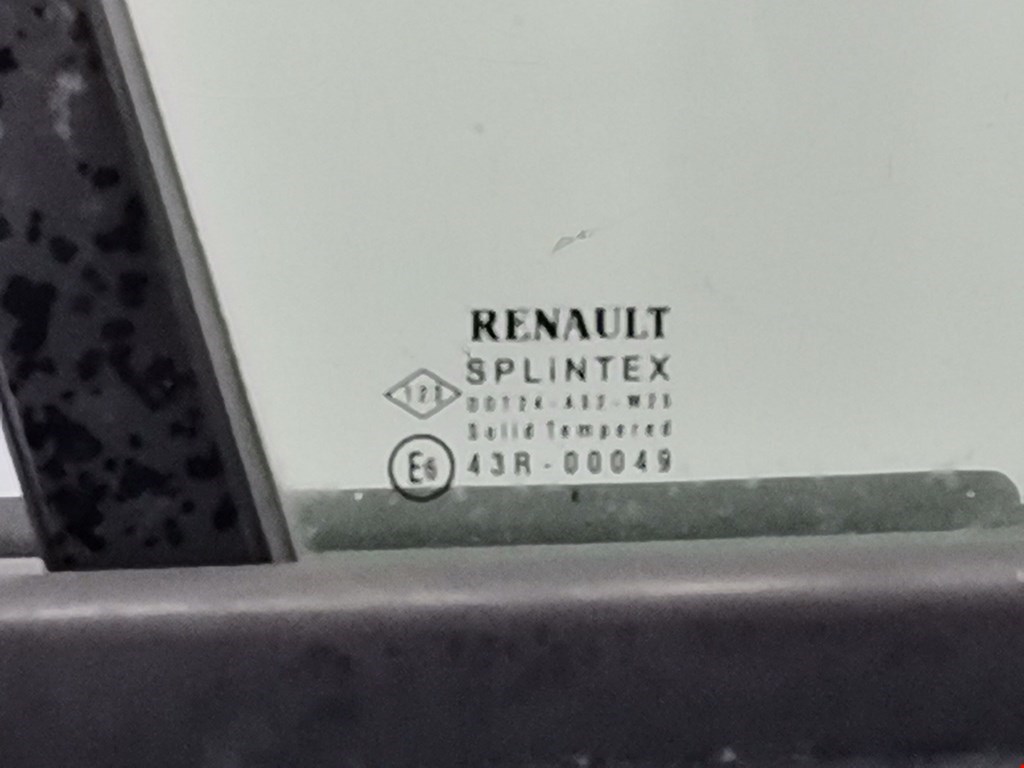 RENAULT
SPLINTEX
Solid Tempered
E6 43R-00049